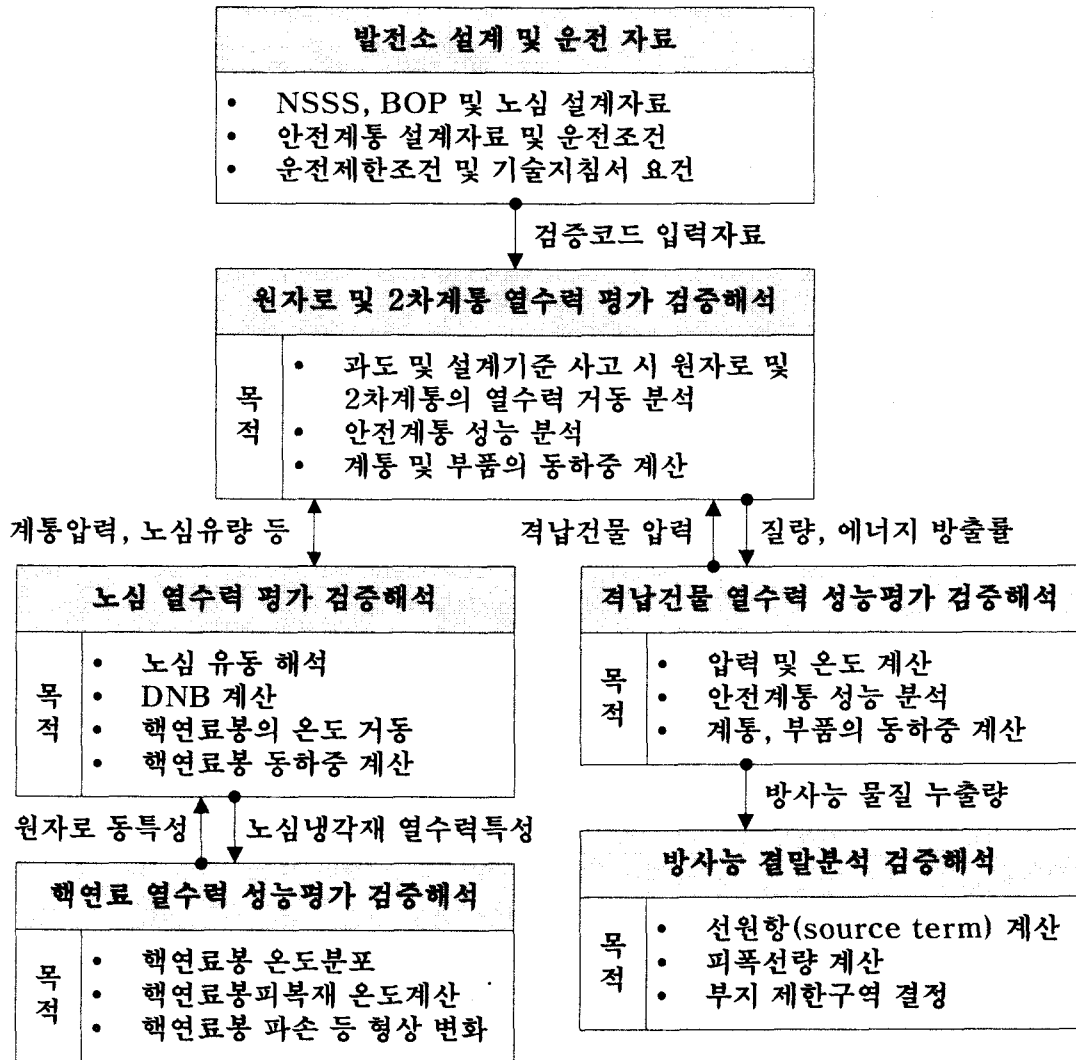 발전소 설계 및 운전 자료
• NSSS, BOP 및 노심 설계자료
• 안전계통 설계자료 및 운전조건
• 운전제한조건 및 기술지침서 요건
검증코드 입력자료
원자로 및 2차계통 열수력 평가 검증해석
목적
• 과도 및 설계기준 사고 시 원자로 및
2차계통의 열수력 거동 분석
• 안전계통 성능 분석
• 계통 및 부품의 동하중 계산
계통압력, 노심유량 등
격납건물 압력
질량, 에너지 방출률
노심 열수력 평가 검증해석
목적
• 노심 유동 해석
• DNB 계산
• 핵연료봉의 온도 거동
• 핵연료봉 동하중 계산
격납건물 열수력 성능평가 검증해석
목적
• 압력 및 온도 계산
• 안전계통 성능 분석
• 계통, 부품의 동하중 계산
원자로 동특성
노심냉각재 열수력특성
방사능 물질 누출량
핵연료 열수력 성능평가 검증해석
목적
• 핵연료봉 온도분포
• 핵연료봉피복재 온도계산
• 핵연료봉 파손 등 형상 변화
방사능 결말분석 검증해석
목적
• 선원항(source term) 계산
• 피폭선량 계산
• 부지 제한구역 결정